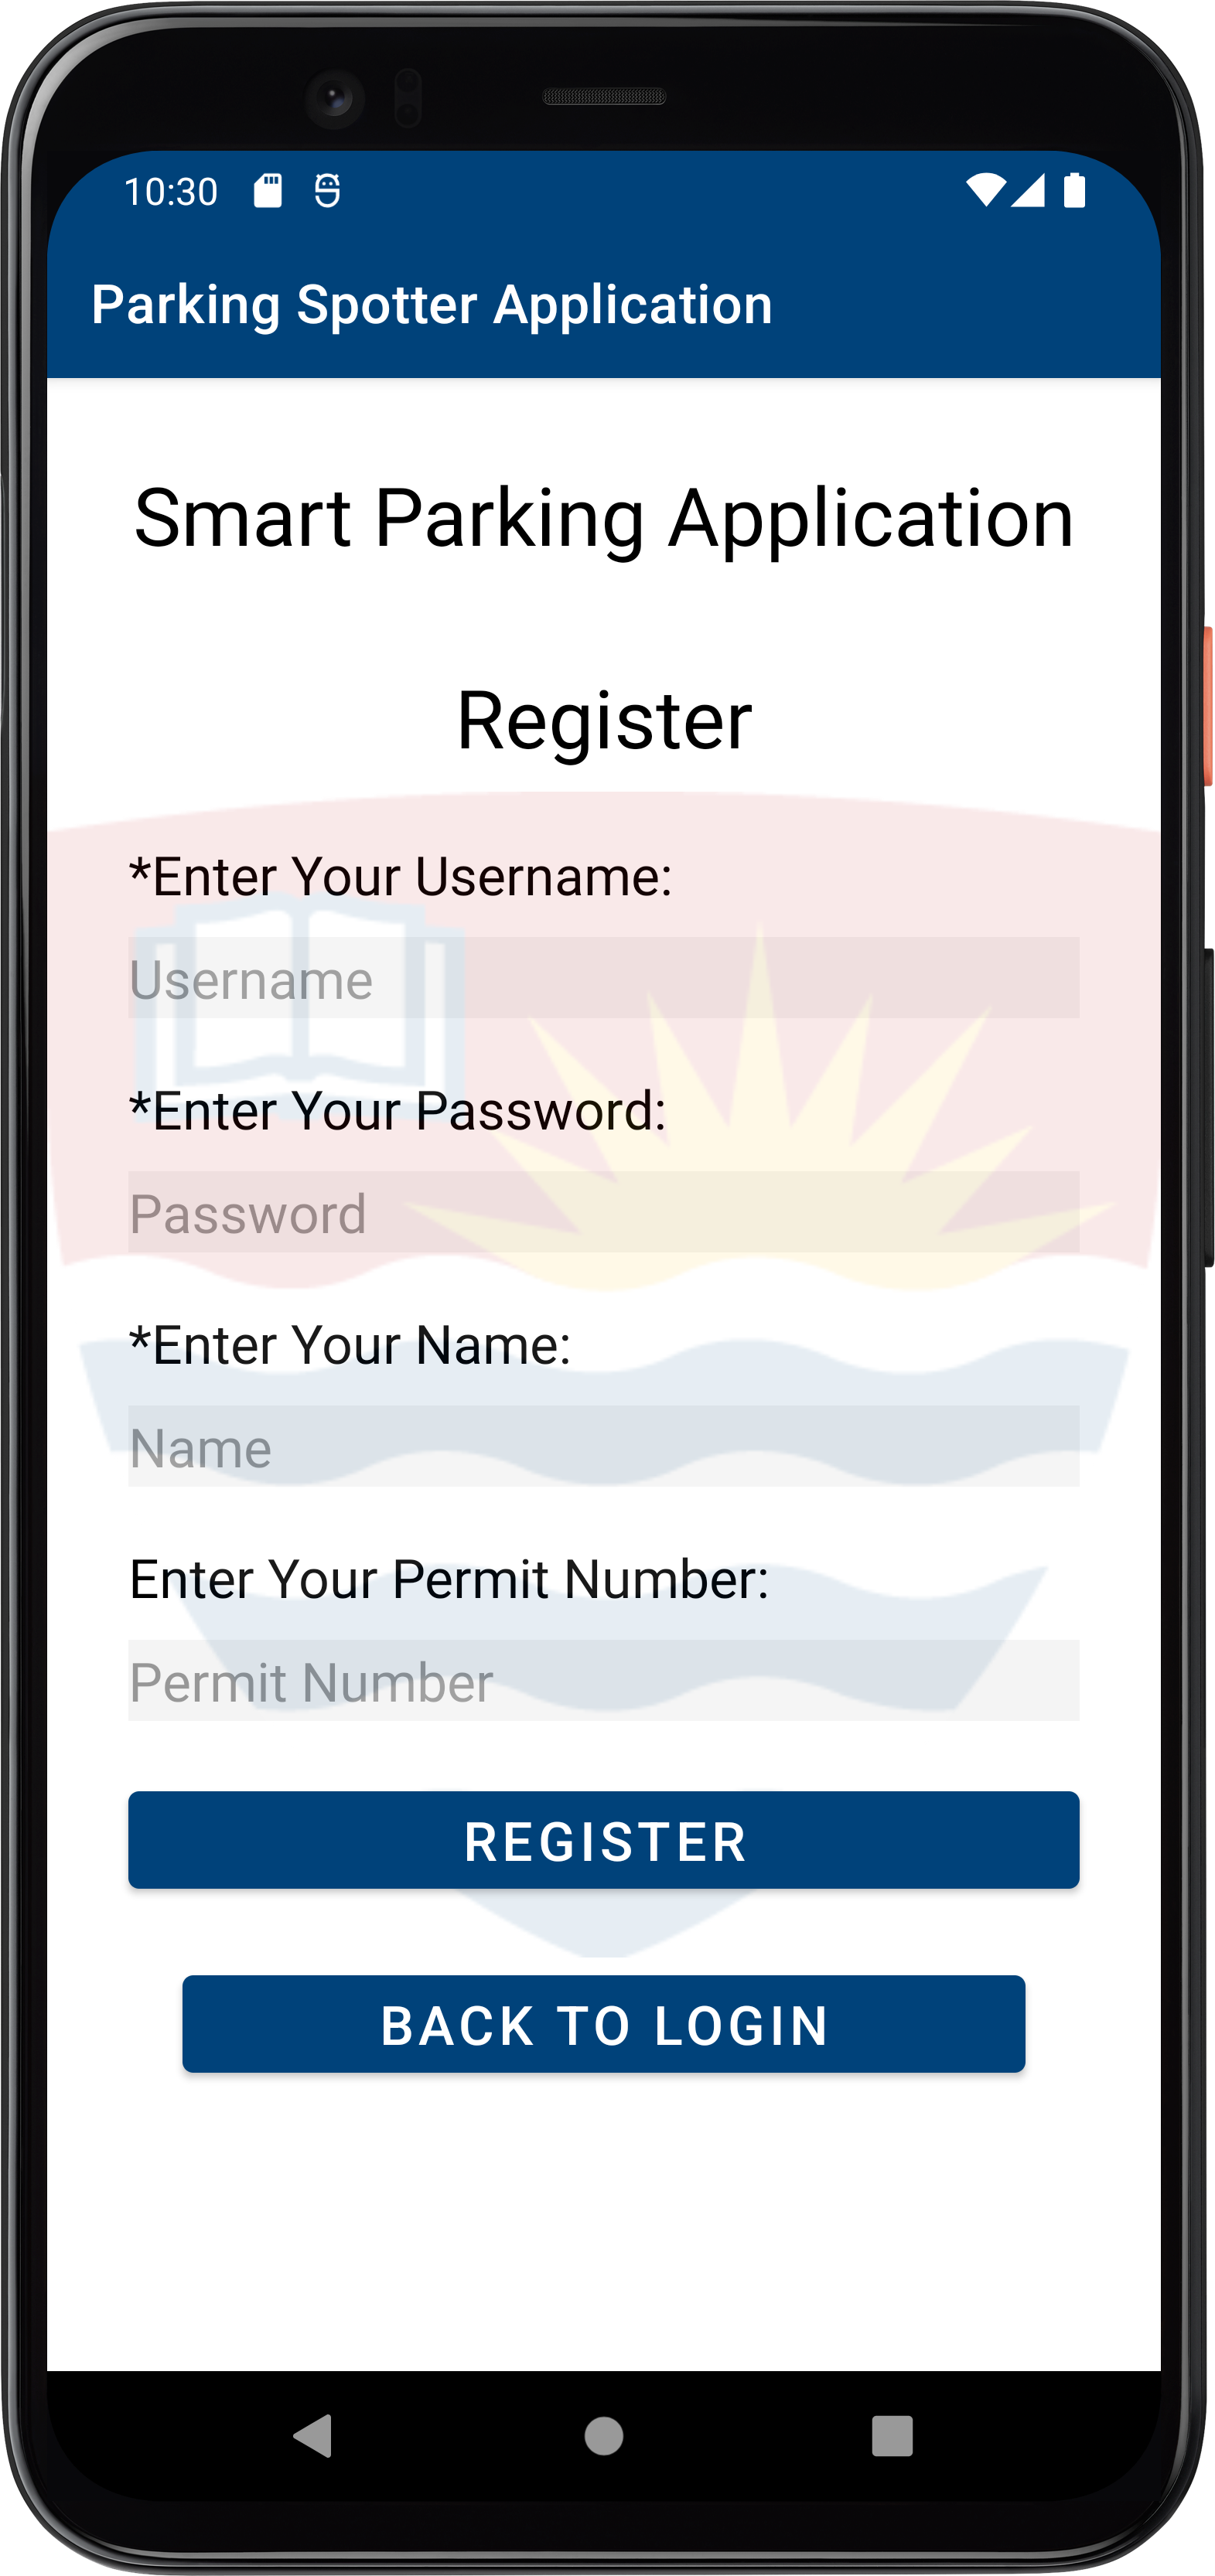 10:30
Parking Spotter Application
Smart Parking Application
Register
*Enter Your Username:
Username
*Enter Your Password:
Password
*Enter Your Name:
Name
Enter Your Permit Number:
Permit Number
REGISTER
BACK TO LOGIN